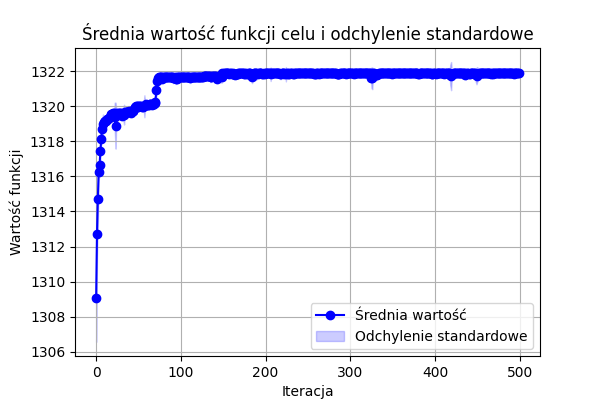 Średnia wartość funkcji celu i odchylenie standardowe
Wartość funkcji
1322
1320
1318
1316
1314
1312
1310
1308
1306
Średnia wartość
Odchylenie standardowe
0 100 200 300 400 500
Iteracja